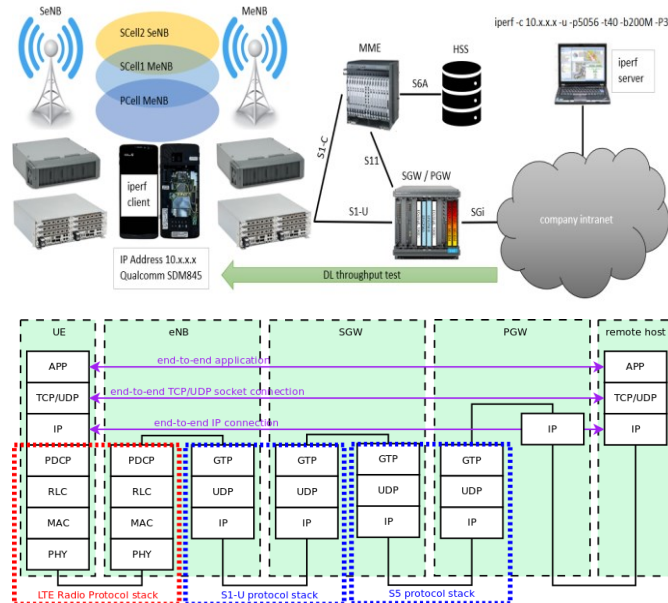 SeNB
MeNB
iperf -c 10.x.x.x -u -p5056 -t40 -b200M -P3
SCell2 SeNB
SCell1 MeNB
PCell MeNB
MME
HSS
iperf
server
S6A
S1-C
S11
iperf
client
SGW / PGW
S1-U
SGi
company intranet
IP Address 10.x.x.x
Qualcomm SDM845
DL throughput test
UE
eNB
SGW
PGW
remote host
APP
end-to-end application
APP
TCP/UDP
end-to-end TCP/UDP socket connection
TCP/UDP
IP
end-to-end IP connection
IP
IP
PDCP
PDCP
GTP
GTP
GTP
GTP
RLC
RLC
UDP
UDP
UDP
UDP
MAC
MAC
IP
IP
IP
IP
PHY
PHY
LTE Radio Protocol stack
S1-U protocol stack
S5 protocol stack